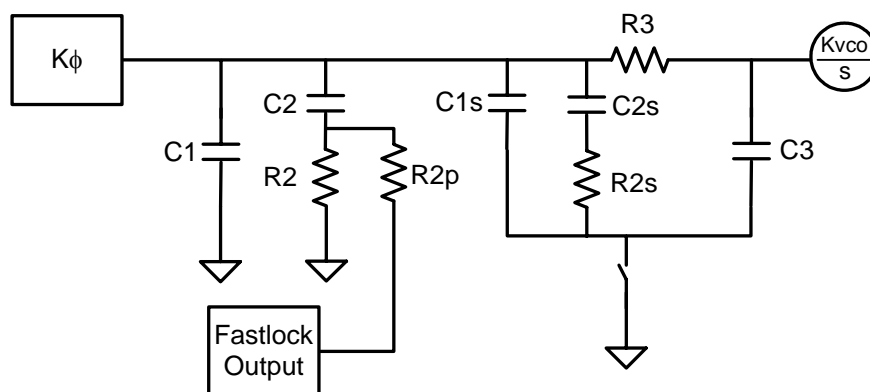 Kϕ
R3
Kvco
s
C2
C1s
C2s
C1
C3
R2
R2p
R2s
Fastlock
Output